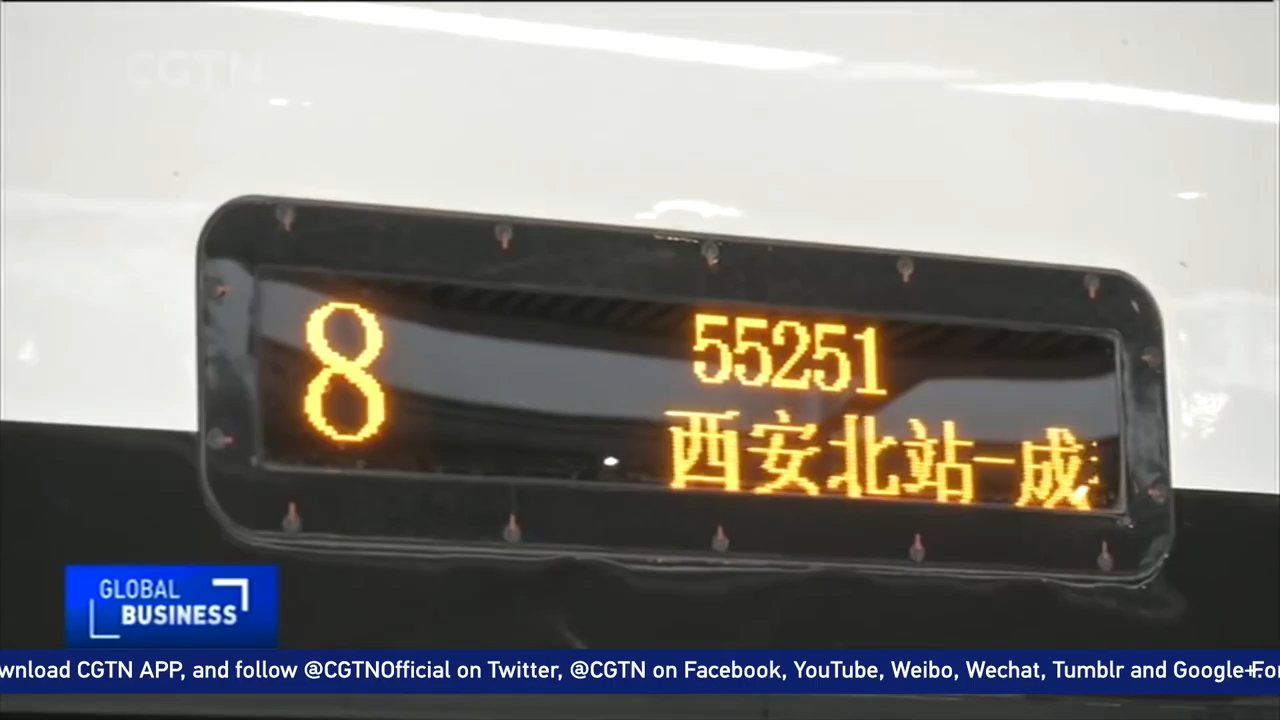 CGTN
8
55251
西安北站-成
GLOBAL
BUSINESS
wnload CGTN APP, and follow @CGTNOfficial on Twitter, @CGTN on Facebook, YouTube, Weibo, Wechat, Tumblr and Google+.For